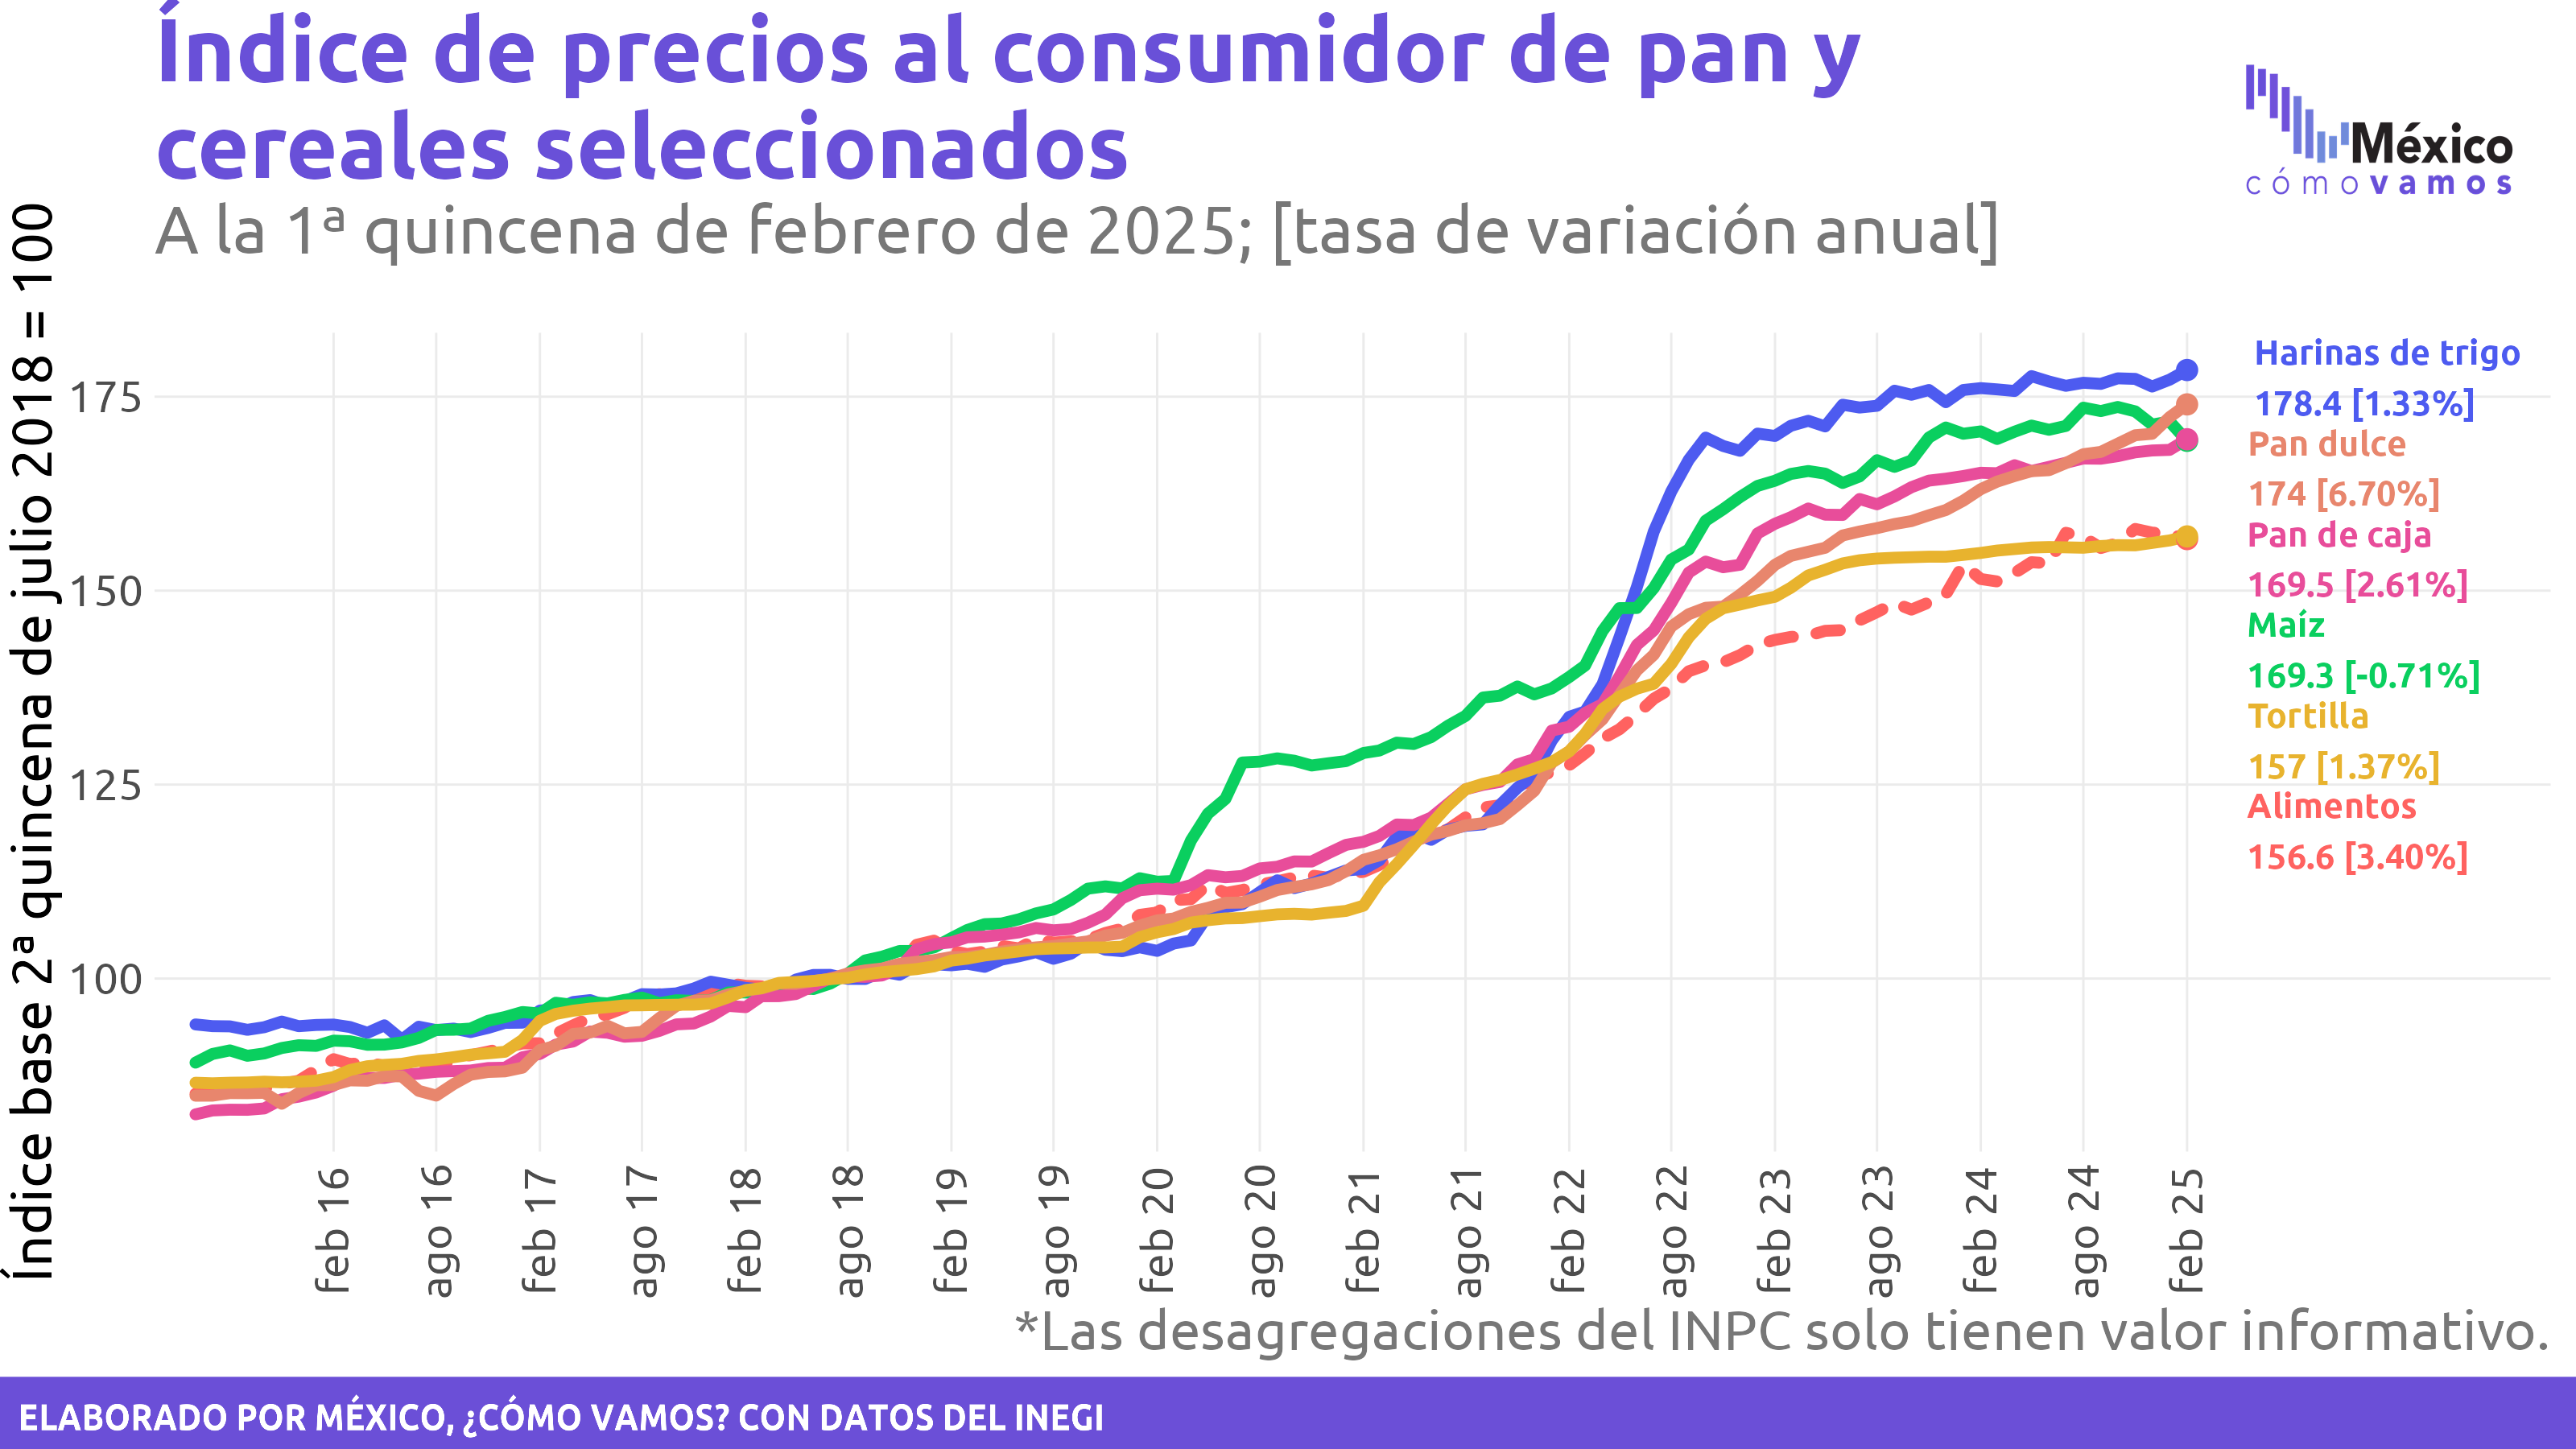 Índice de precios al consumidor de pan y
cereales seleccionados
A la 1ª quincena de febrero de 2025; [tasa de variación anual]
México
cómo vamos
Índice base 2ª quincena de julio 2018 = 100
175
150
125
100
Harinas de trigo
178.4 [1.33%]
Pan dulce
174 [6.70%]
Pan de caja
169.5 [2.61%]
Maíz
169.3 [-0.71%]
Tortilla
157 [1.37%]
Alimentos
156.6 [3.40%]
feb 16
ago 16
feb 17
ago 17
feb 18
ago 18
feb 19
ago 19
feb 20
ago 20
feb 21
ago 21
feb 22
ago 22
feb 23
ago 23
feb 24
ago 24
feb 25
*Las desagregaciones del INPC solo tienen valor informativo.
ELABORADO POR MÉXICO, ¿CÓMO VAMOS? CON DATOS DEL INEGI